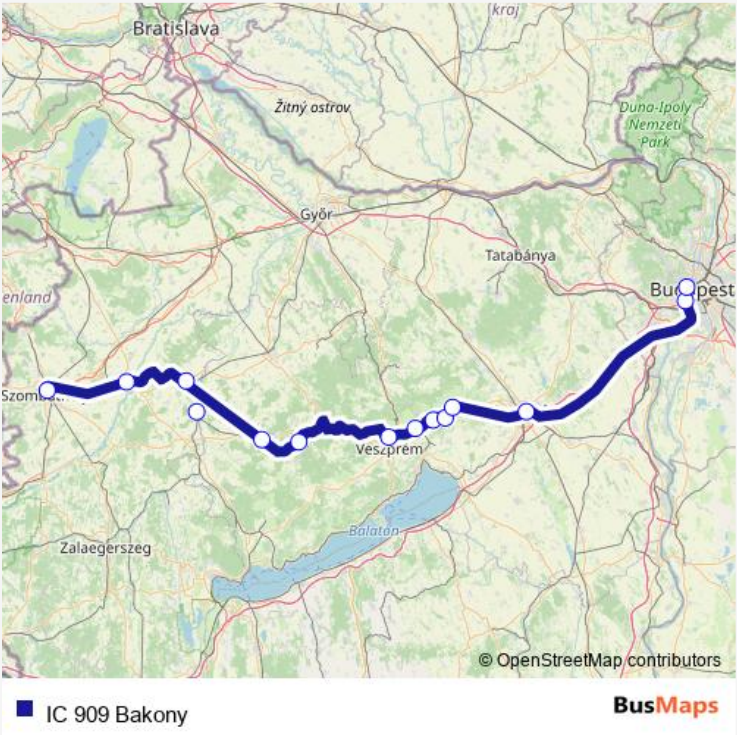 kraj
Bratislava
Žitný ostrov
Duna-Ipoly
Nemzeti
Park
Győr
Tatabánya
enland
Veszprém
Balaton
Zalaegerszeg
© OpenStreetMap contributors
IC 909 Bakony
BusMaps